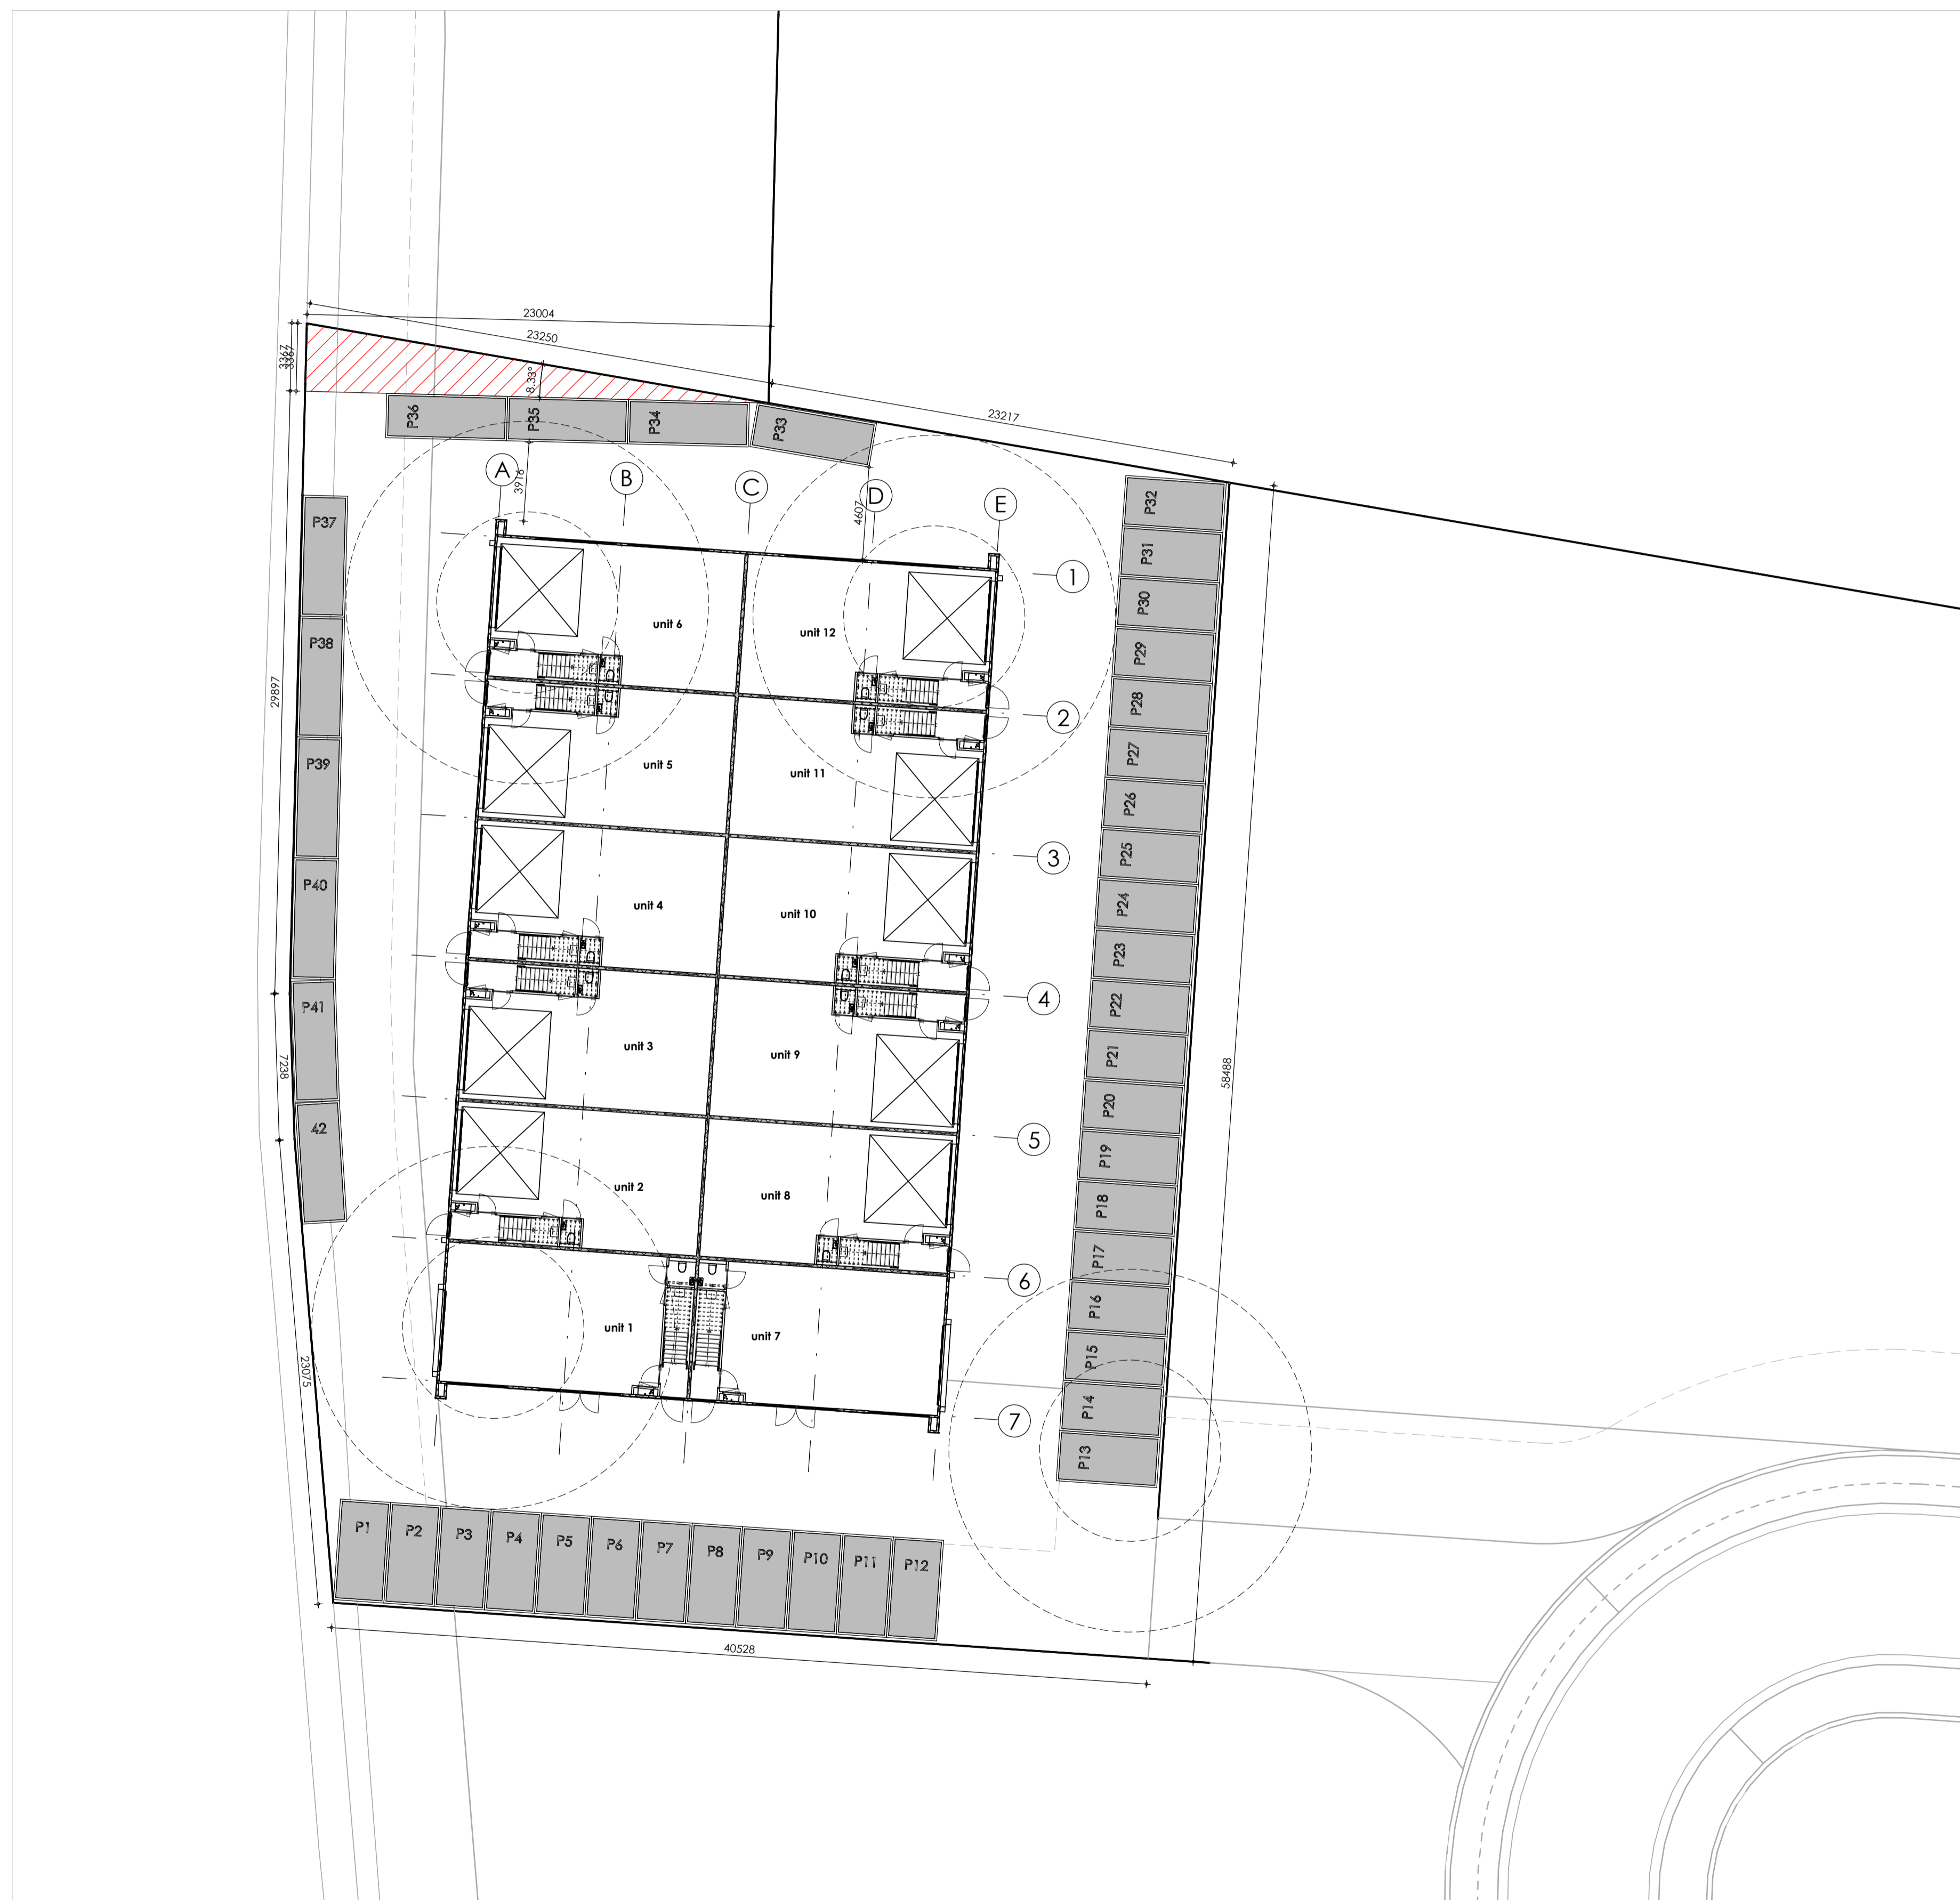 23004
23250
3367
3367
8.33°
23217
P36
P35
P34
P33
A
B
C
D
E
3916
4607
P32
P37
P31
1
P30
unit 6
unit 12
P38
P29
29897
P28
2
P39
P27
unit 5
unit 11
P26
3
P25
P40
unit 4
unit 10
P24
P23
P41
4
P22
7238
unit 3
unit 9
P21
58488
42
P20
5
P19
unit 2
unit 8
P18
P17
6
P16
unit 1
unit 7
P15
23075
7
P14
P13
P1
P2
P3
P4
P5
P6
P7
P8
P9
P10
P11
P12
40528